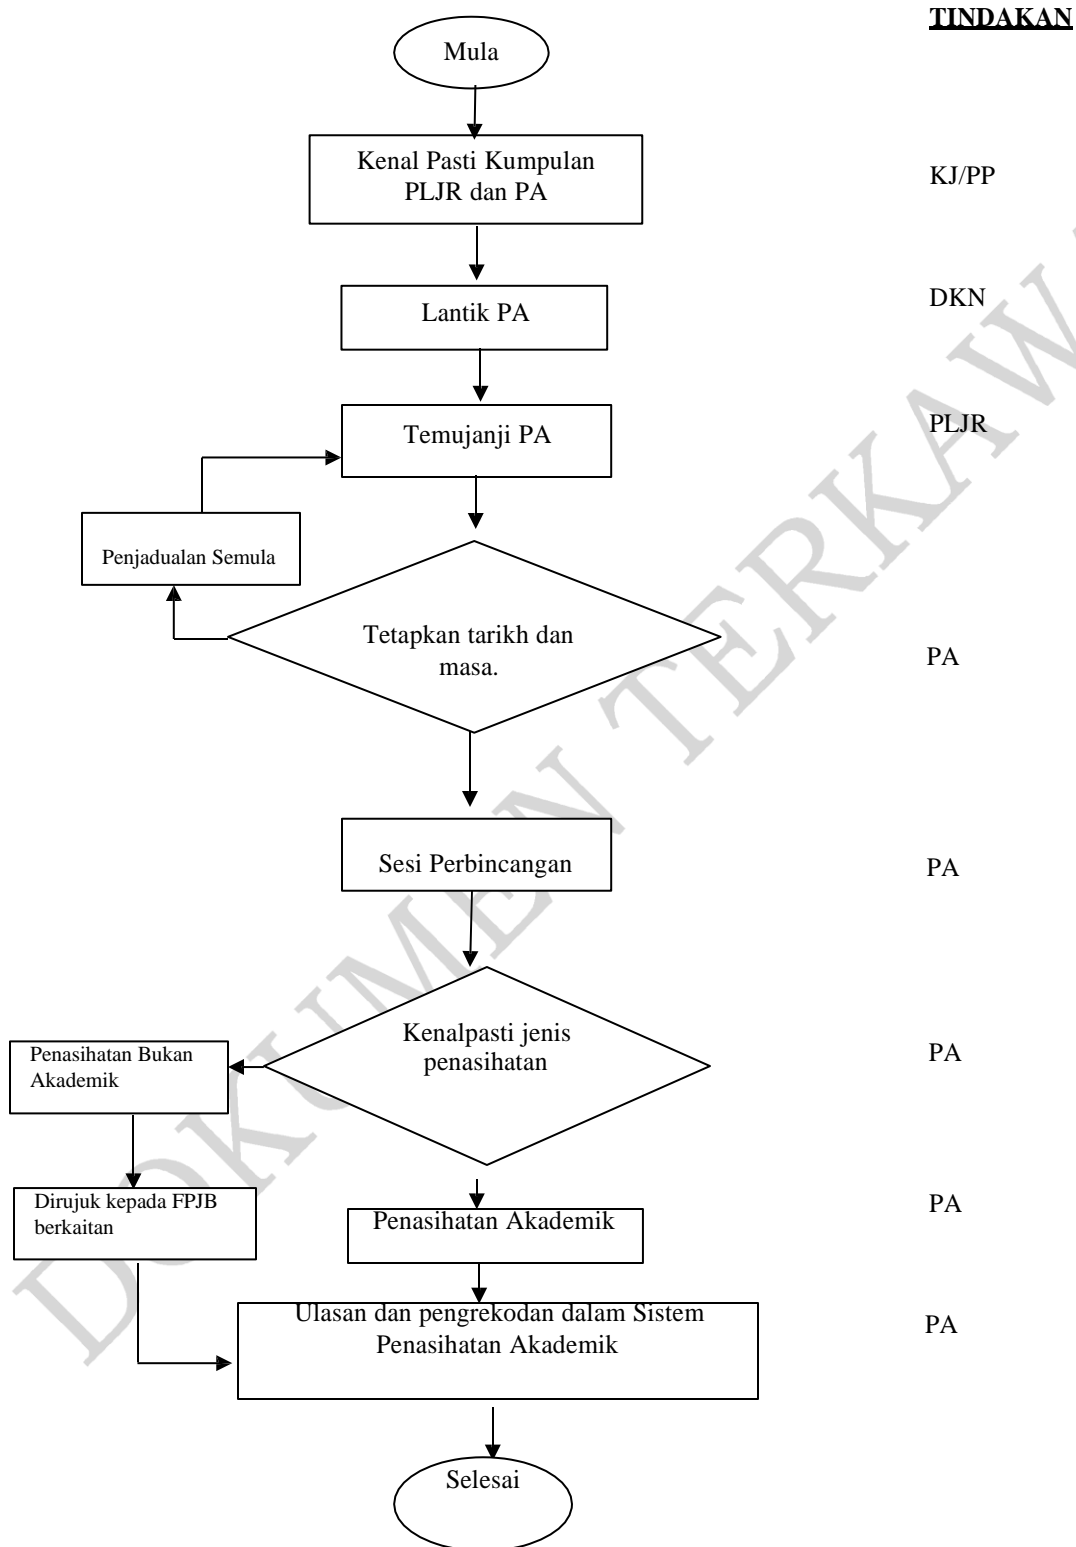 TINDAKAN
Mula
Kenal Pasti Kumpulan
PLJR dan PA
KJ/PP
Lantik PA
DKN
Temujanji PA
PLJR
Penjadualan Semula
Tetapkan tarikh dan
masa.
PA
Sesi Perbincangan
PA
Kenalpasti jenis
penasihatan
PA
Penasihatan Bukan
Akademik
Dirujuk kepada FPJB
berkaitan
Penasihatan Akademik
PA
Ulasan dan pengrekodan dalam Sistem
Penasihatan Akademik
PA
Selesai
DOKUMEN TERKAW